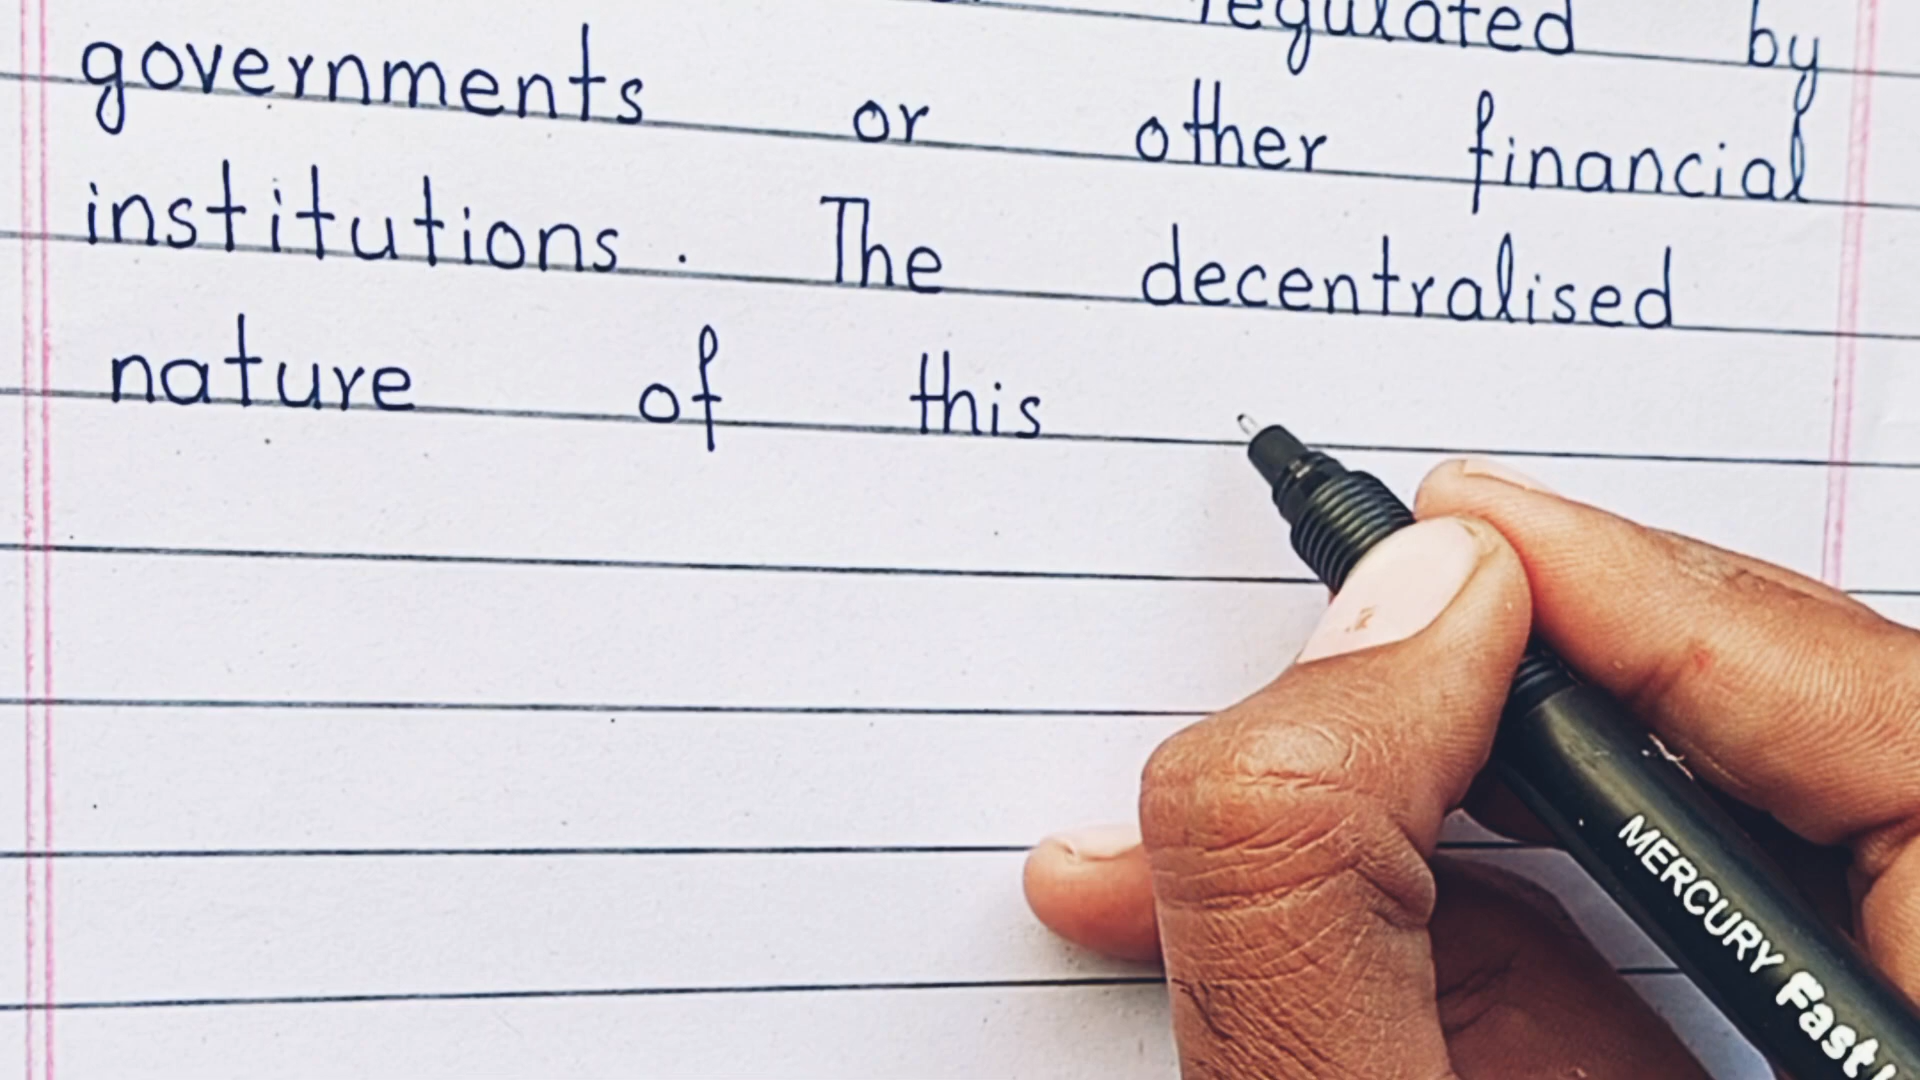 regulated by
governments or other financial
institutions. The decentralised
nature of this
MERCURY Fast